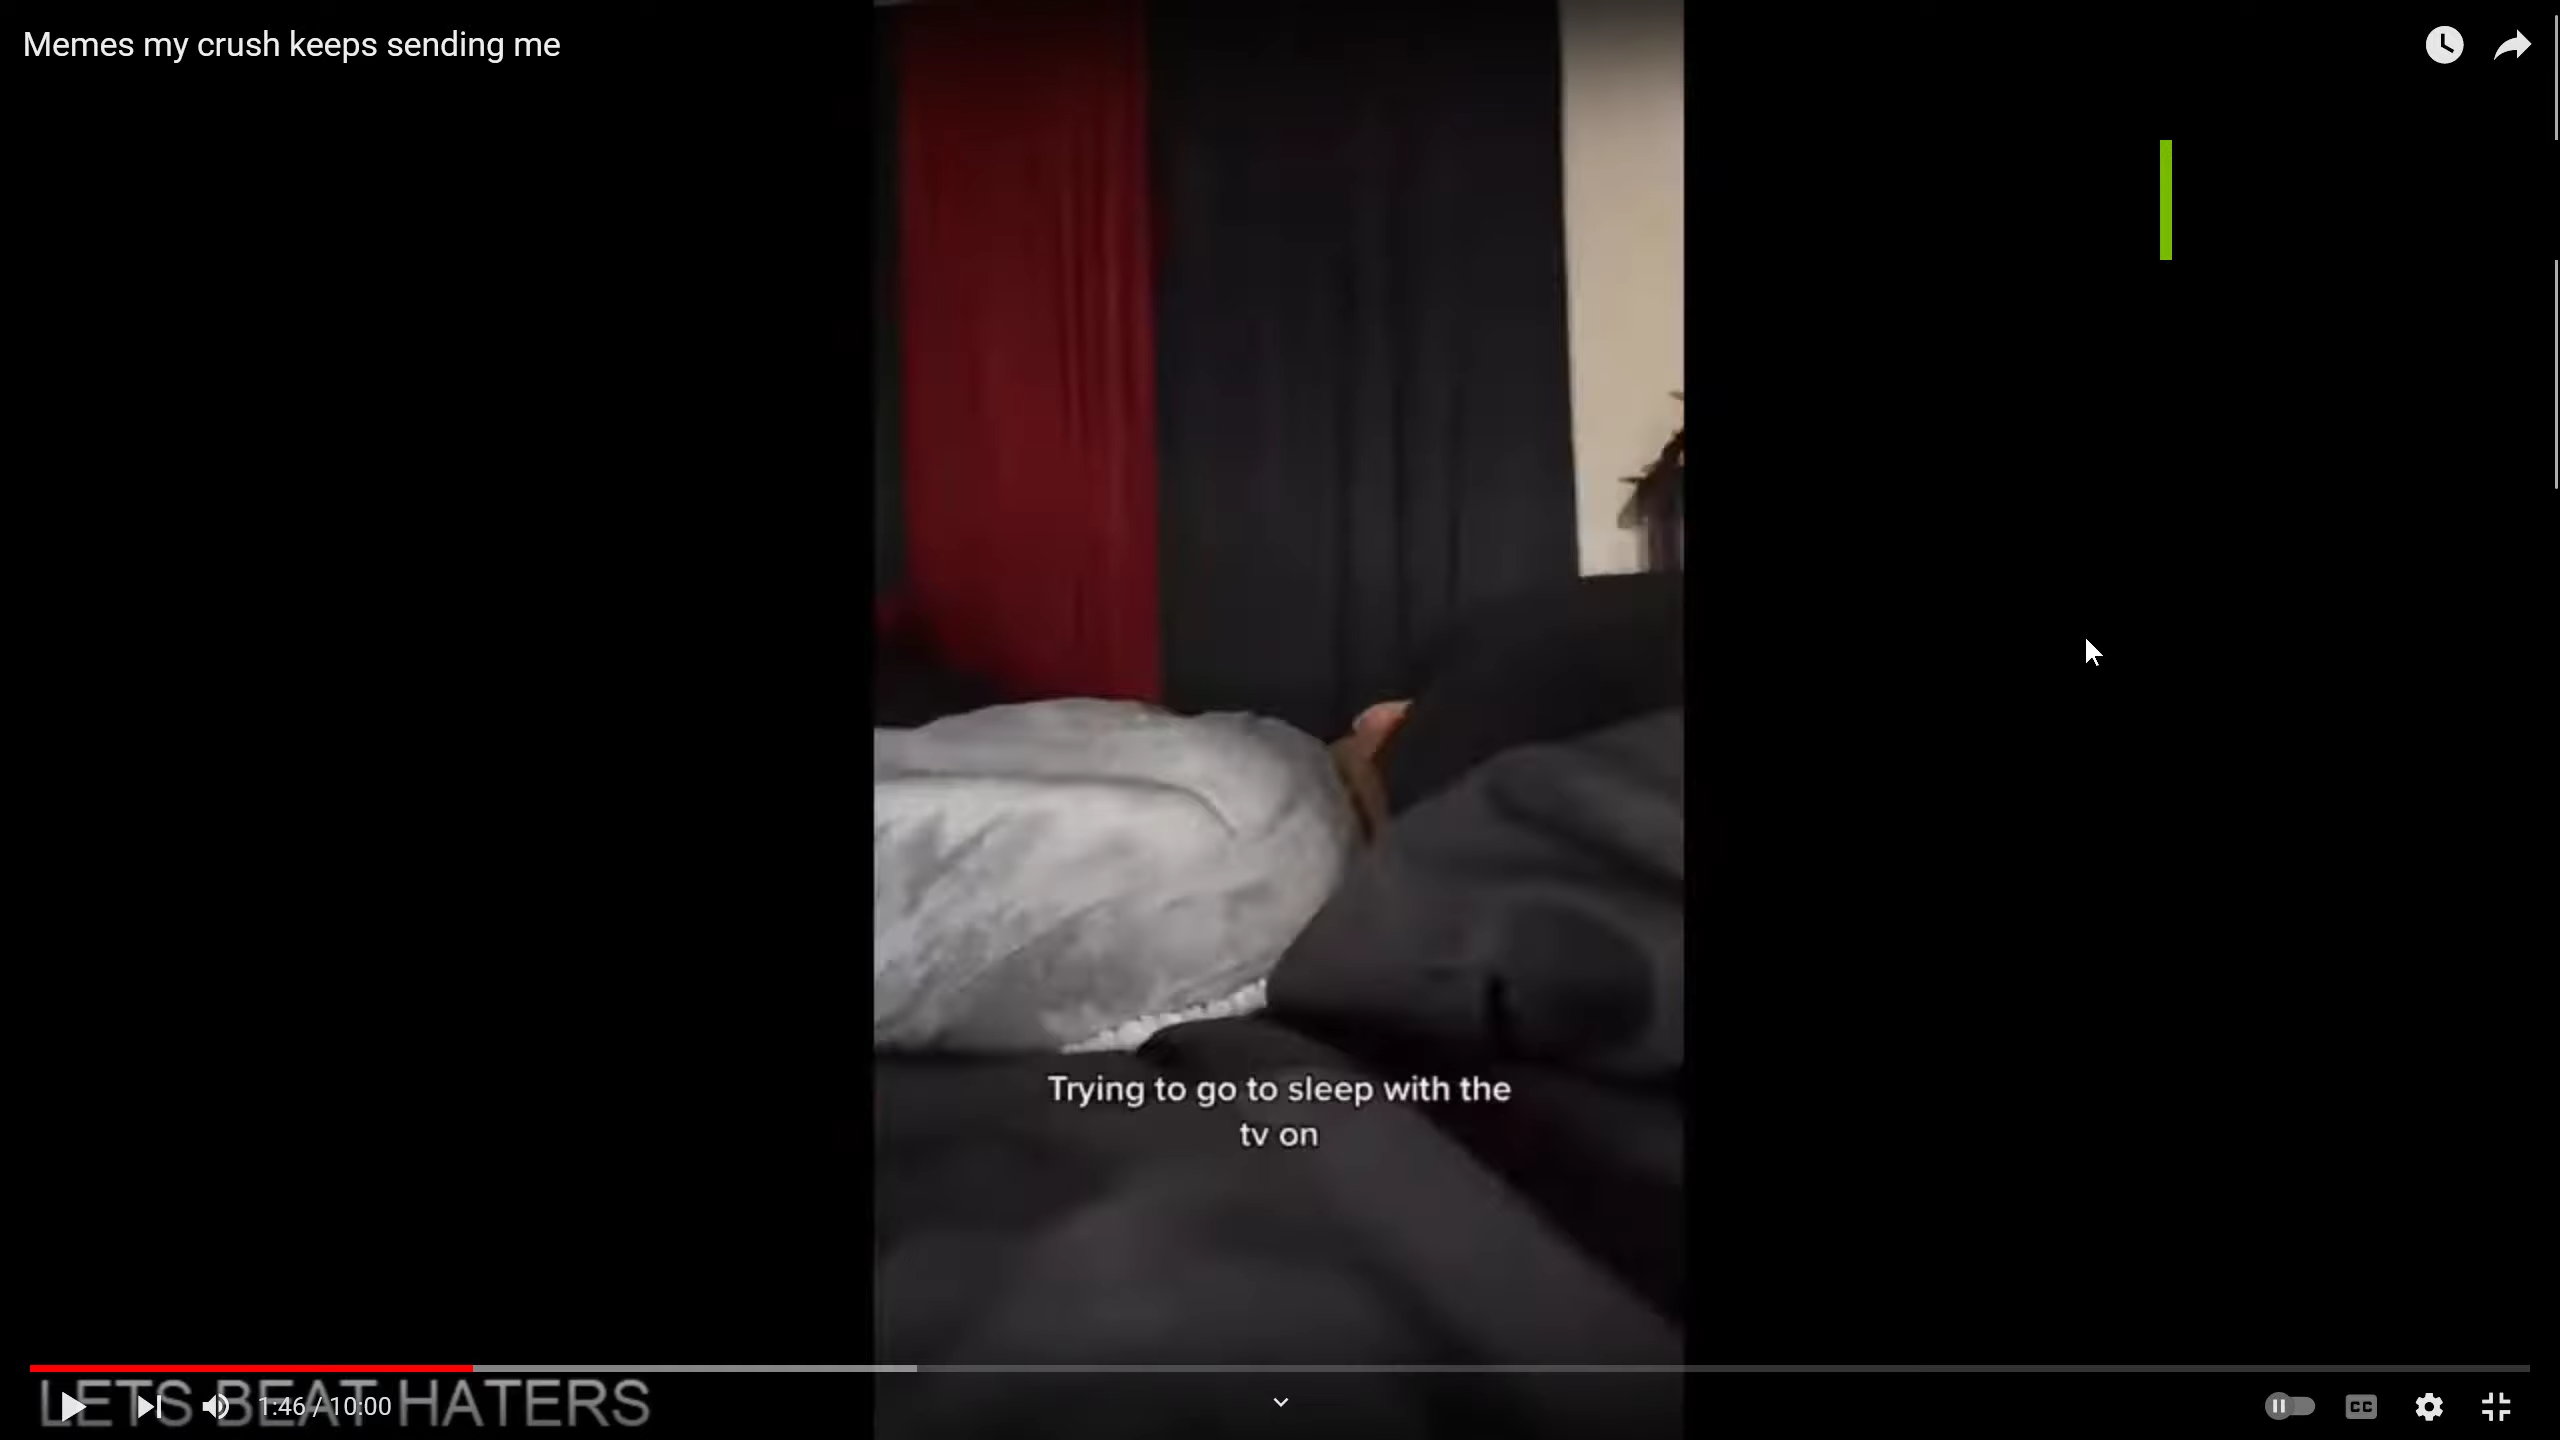 Memes my crush keeps sending me
Trying to go to sleep with the
tv on
LETS BEAT HATERS
1:46 / 10:00
CC